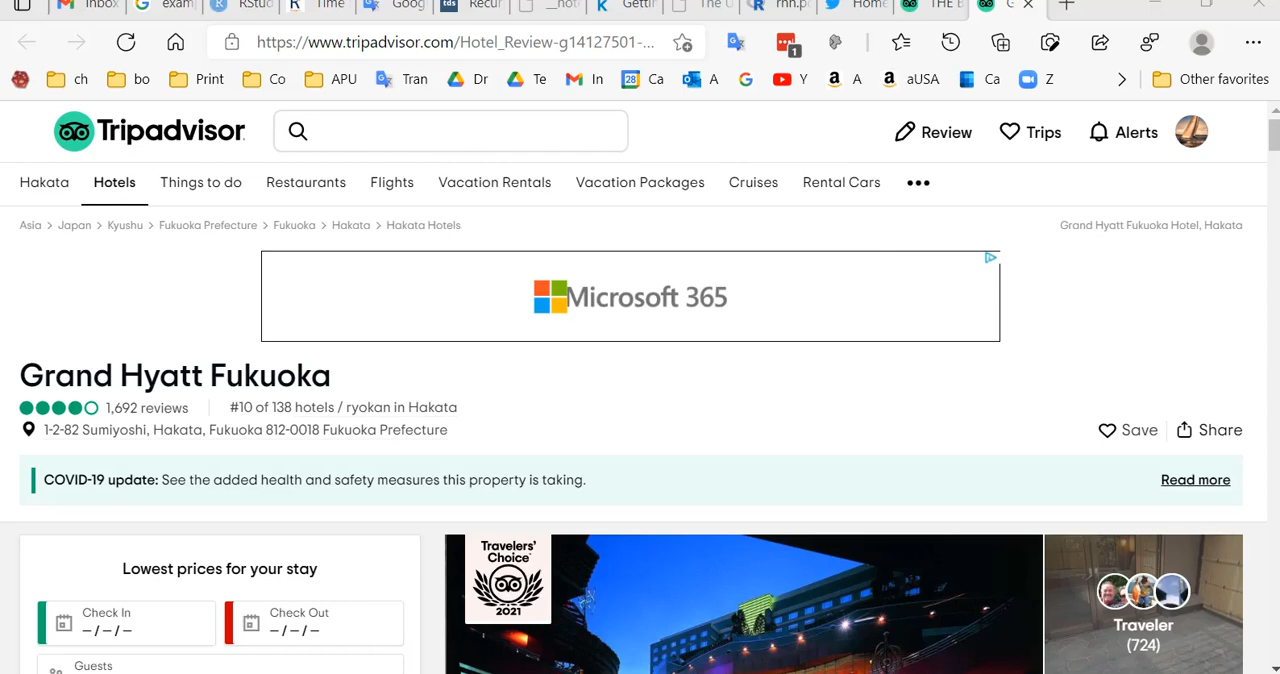 Inbox exam RStud Time Goog Recur Gettin The U rnn.p Home THE B G
https://www.tripadvisor.com/Hotel_Review-g14127501-...
1
ch bo Print Co APU Tran Dr Te In 28 Ca A Y A aUSA Ca Z Other favorites
Tripadvisor
Review Trips Alerts
Hakata Hotels Things to do Restaurants Flights Vacation Rentals Vacation Packages Cruises Rental Cars
Asia > Japan > Kyushu > Fukuoka Prefecture > Fukuoka > Hakata > Hakata Hotels Grand Hyatt Fukuoka Hotel, Hakata
Microsoft 365
Grand Hyatt Fukuoka
1,692 reviews #10 of 138 hotels / ryokan in Hakata
1-2-82 Sumiyoshi, Hakata, Fukuoka 812-0018 Fukuoka Prefecture
Save Share
COVID-19 update: See the added health and safety measures this property is taking. Read more
Lowest prices for your stay
Check In Check Out
– / – / – – / – / –
Guests
Travelers'
Choice
2021
Traveler
(724)